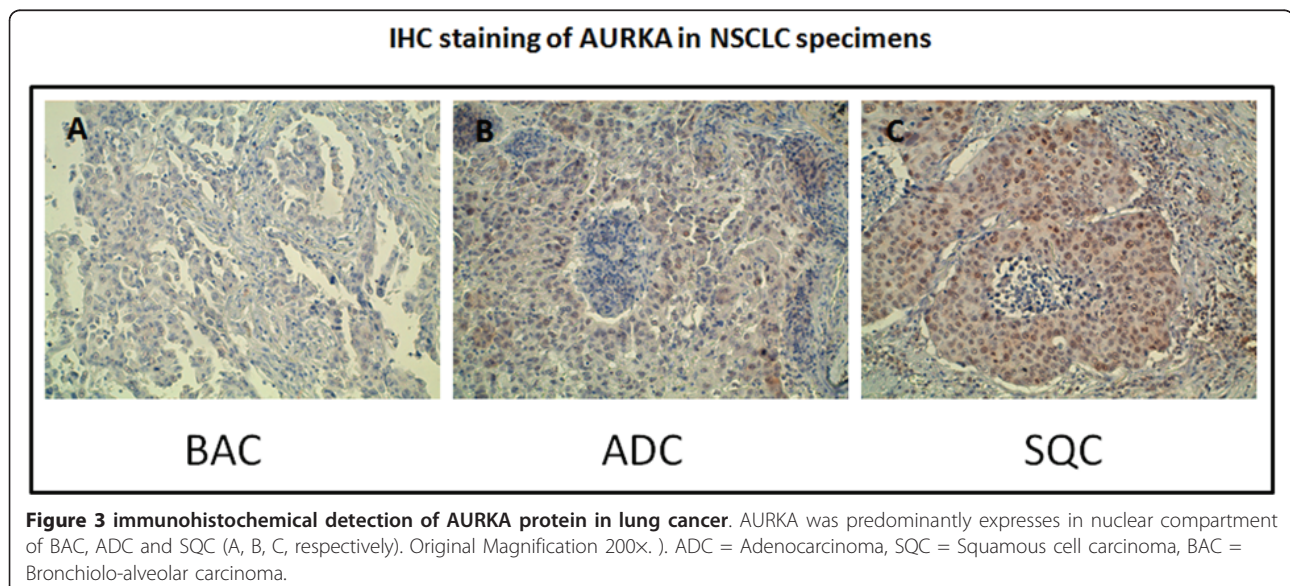 IHC staining of AURKA in NSCLC specimens
A
B
C
BAC
ADC
SQC
Figure 3 immunohistochemical detection of AURKA protein in lung cancer. AURKA was predominantly expresses in nuclear compartment
of BAC, ADC and SQC (A, B, C, respectively). Original Magnification 200×. ). ADC = Adenocarcinoma, SQC = Squamous cell carcinoma, BAC =
Bronchiolo-alveolar carcinoma.